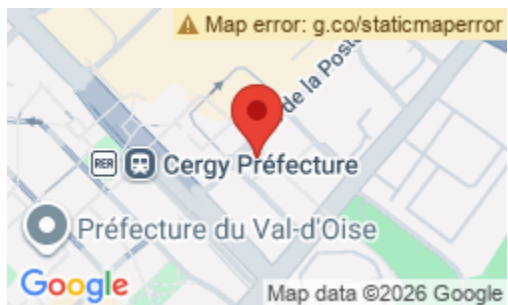 Map error: g.co/staticmaperror
de la Poste
RER
Cergy Préfecture
Préfecture du Val-d'Oise
Google
Map data ©2026 Google